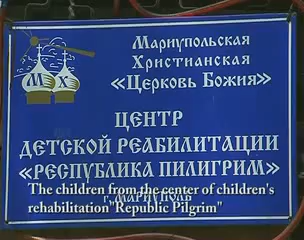 Мариупольская
Христианская
«Церковь Божия»
М Х
ЦЕНТР
ДЕТСКОЙ РЕАБИЛИТАЦИИ
«РЕСПУБЛИКА ПИЛИГРИМ»
г. МАРИУПОЛЬ
The children from the center of children's
rehabilitation"Republic Pilgrim"